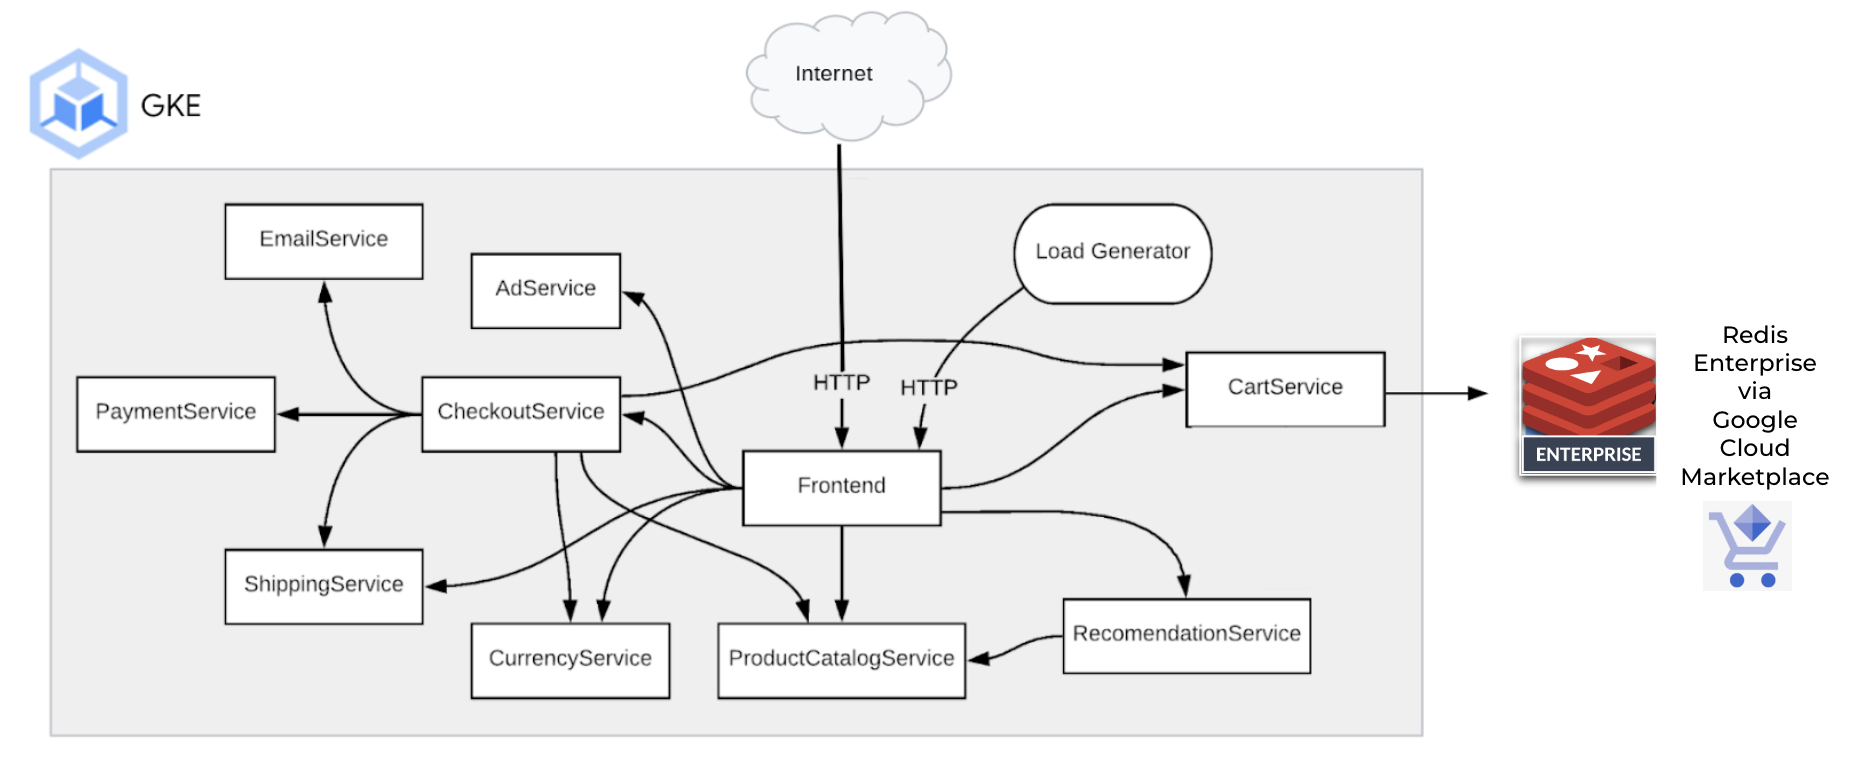 Internet
GKE
EmailService
Load Generator
AdService
Redis
Enterprise
via
Google
Cloud
Marketplace
HTTP
HTTP
CartService
PaymentService
CheckoutService
ENTERPRISE
Frontend
ShippingService
RecomendationService
CurrencyService
ProductCatalogService